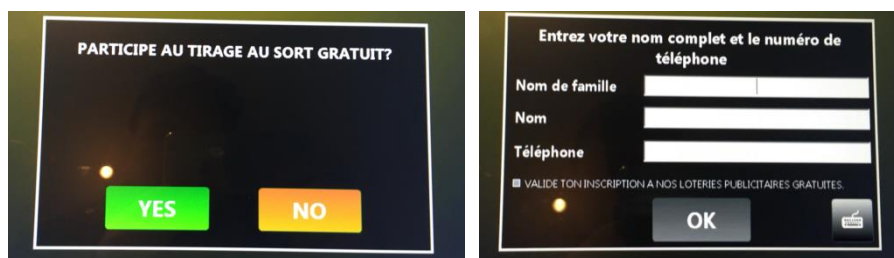 PARTICIPE AU TIRAGE AU SORT GRATUIT?
YES
NO
Entrez votre nom complet et le numéro de
téléphone
Nom de famille
Nom
Téléphone
VALIDE TON INSCRIPTION A NOS LOTERIES PUBLICITAIRES GRATUITES.
OK